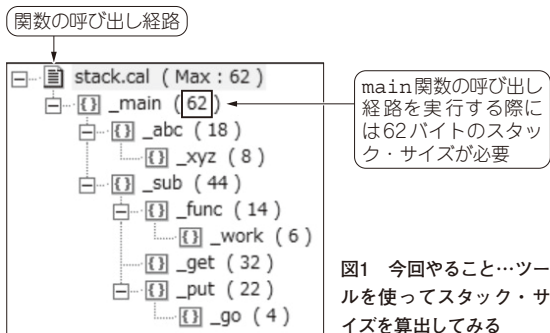 関数の呼び出し経路
stack.cal ( Max : 62 )
_main ( 62 )
_abc ( 18 )
_xyz ( 8 )
_sub ( 44 )
_func ( 14 )
_work ( 6 )
_get ( 32 )
_put ( 22 )
_go ( 4 )
main関数の呼び出し
経路を実行する際に
は62バイトのスタッ
ク・サイズが必要
図1 今回やること…ツー
ルを使ってスタック・サ
イズを算出してみる